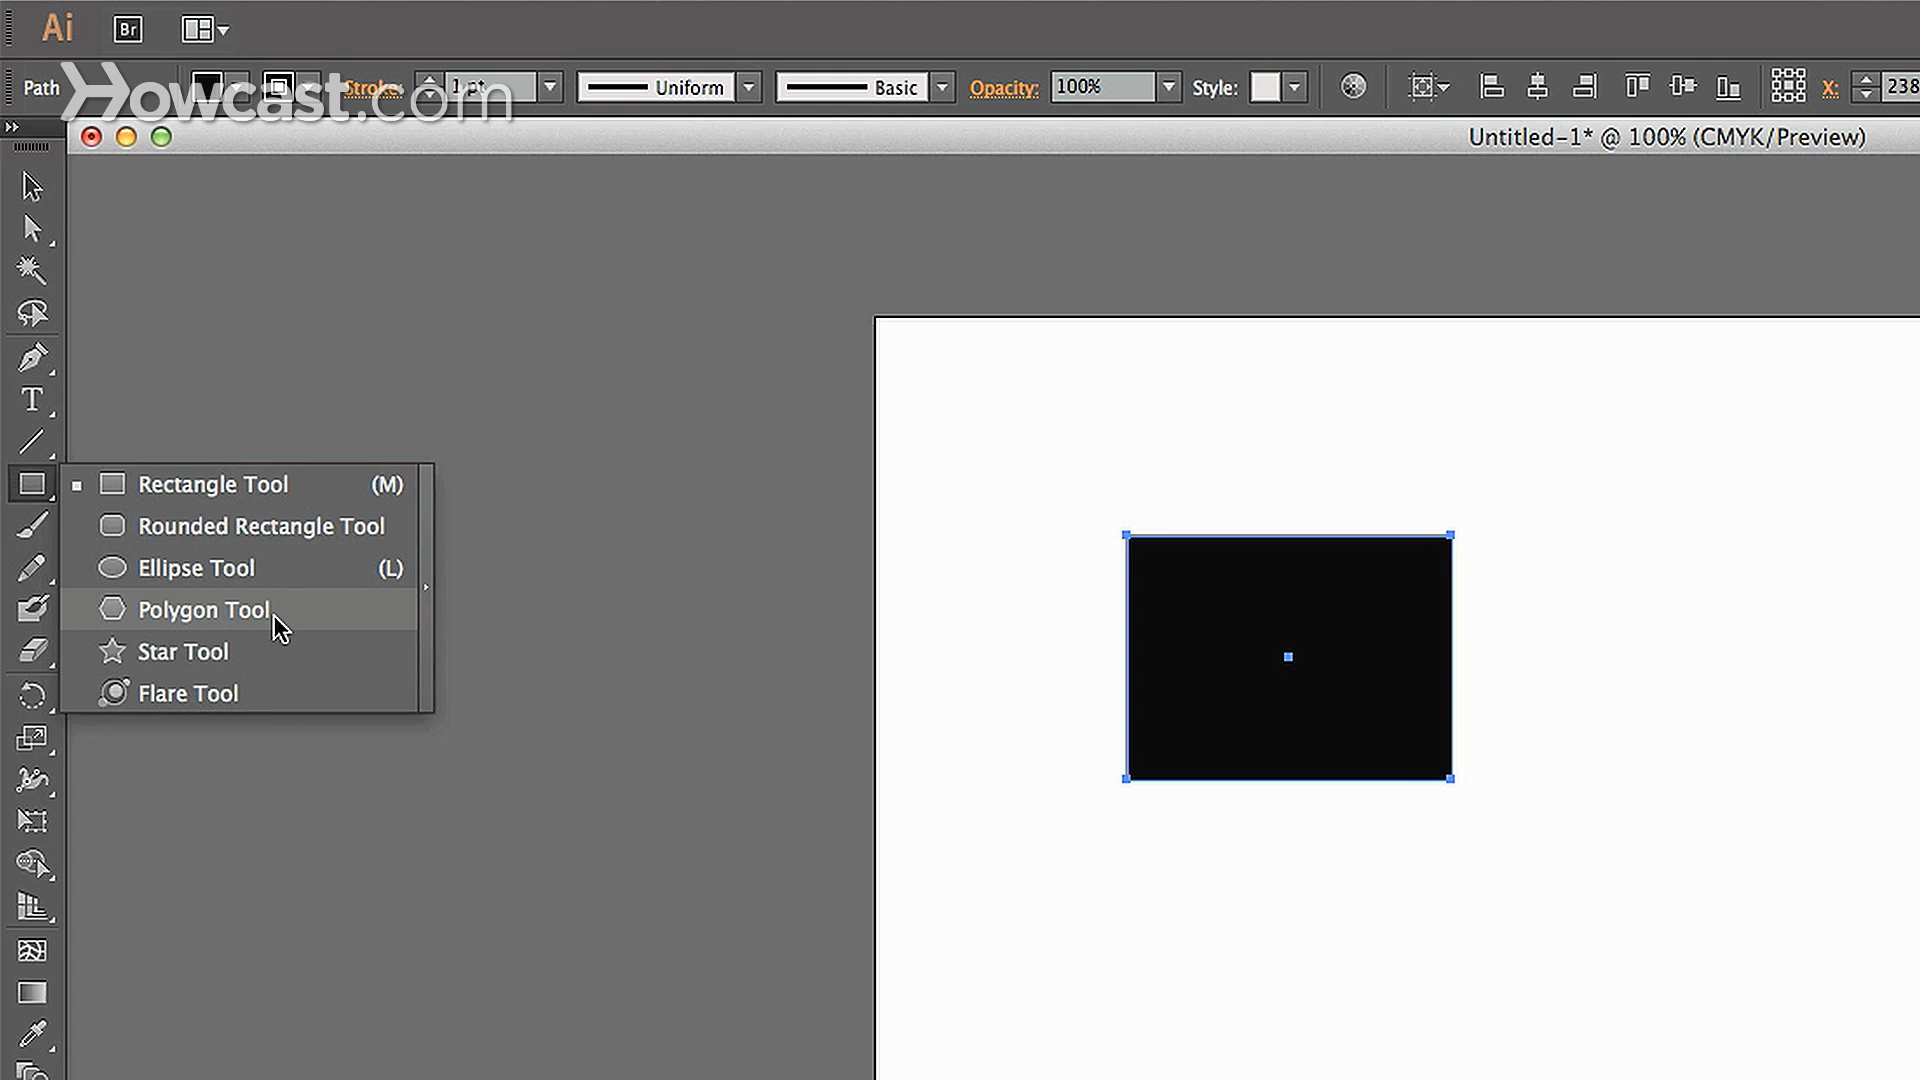 Ai Br
Path Stroke: 1 pt Uniform Basic Opacity: 100% Style: X: 238
Howcast.com
Untitled-1* @ 100% (CMYK/Preview)
T
Rectangle Tool (M)
Rounded Rectangle Tool
Ellipse Tool (L)
Polygon Tool
Star Tool
Flare Tool